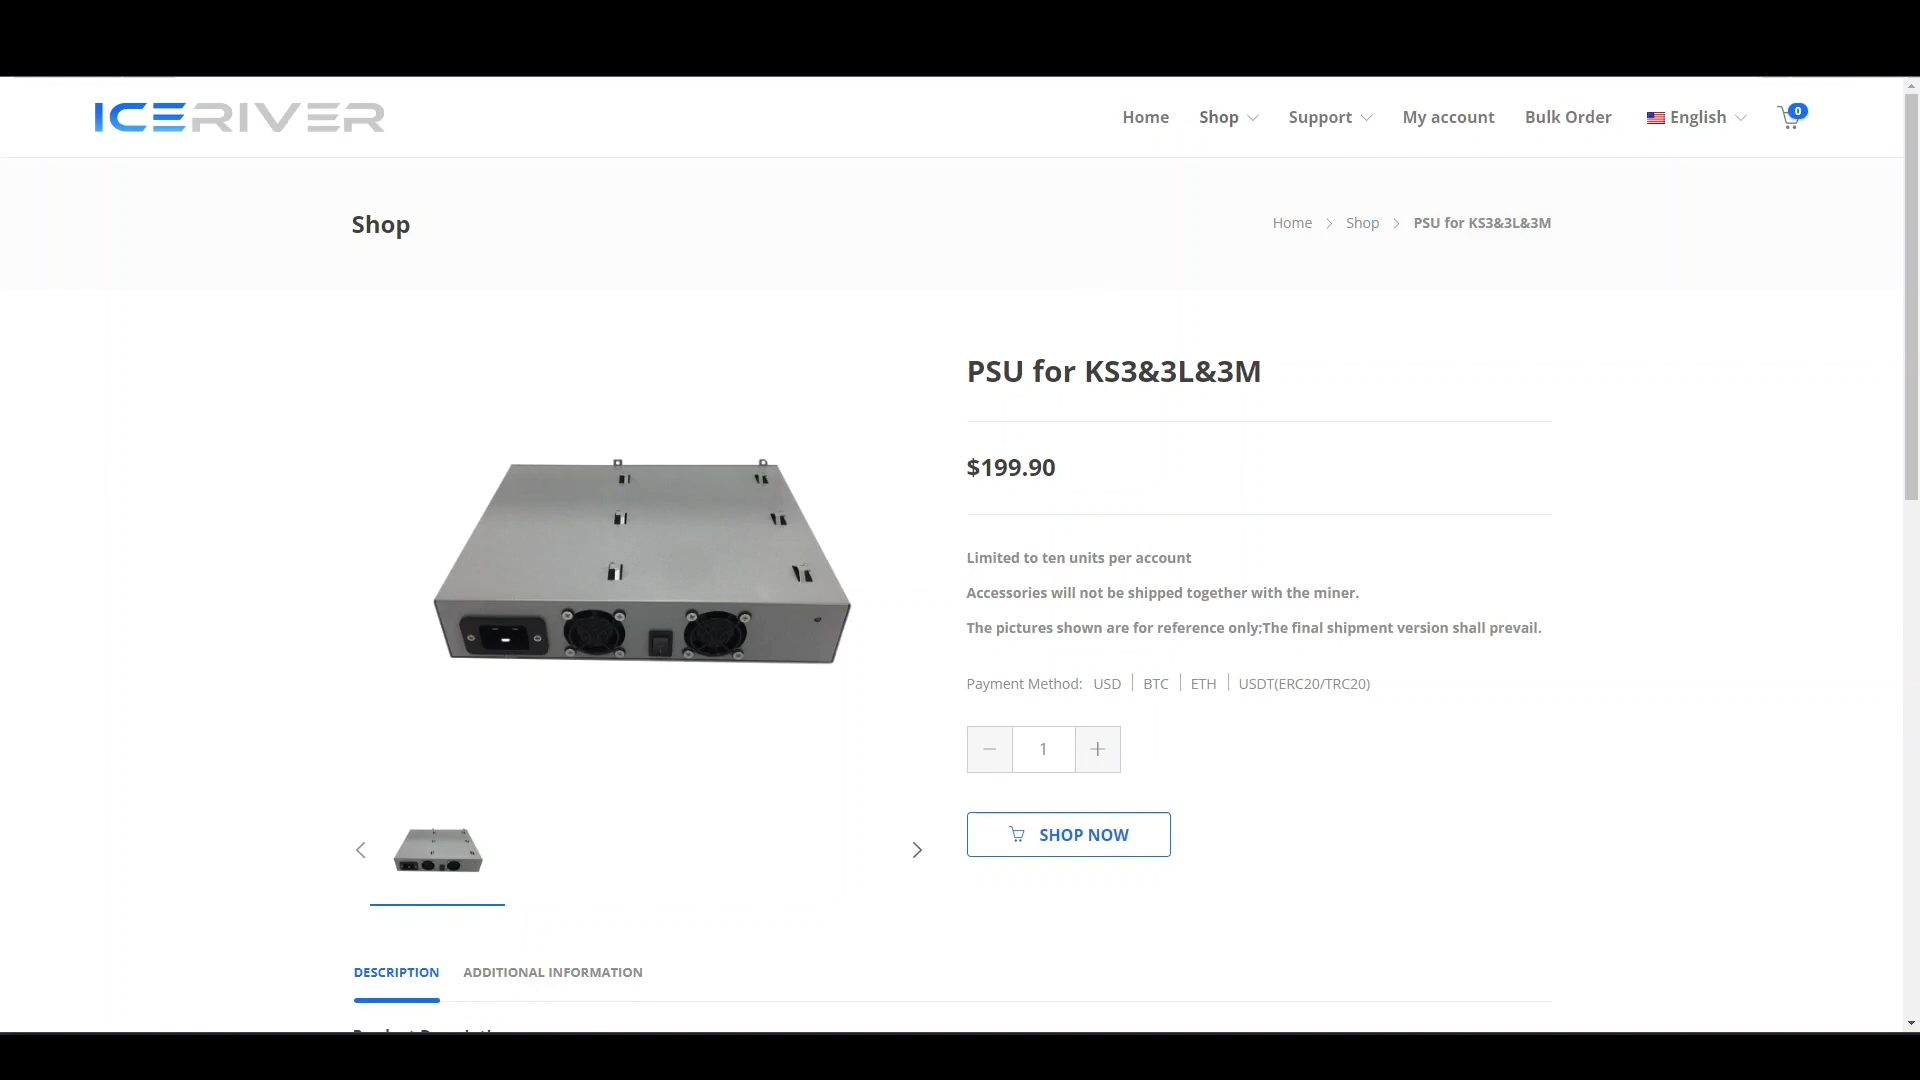 ICERIVER
Home Shop Support My account Bulk Order English 0
Shop
Home Shop PSU for KS3&3L&3M
PSU for KS3&3L&3M
$199.90
Limited to ten units per account
Accessories will not be shipped together with the miner.
The pictures shown are for reference only;The final shipment version shall prevail.
Payment Method: USD BTC ETH USDT(ERC20/TRC20)
1
SHOP NOW
DESCRIPTION ADDITIONAL INFORMATION